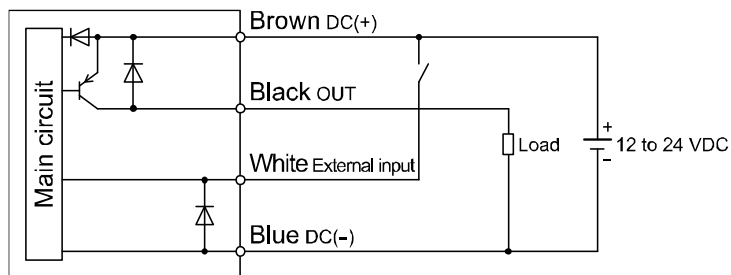 Main circuit
Brown DC(+)
Black OUT
White External input
Blue DC(−)
Load
+
12 to 24 VDC
−